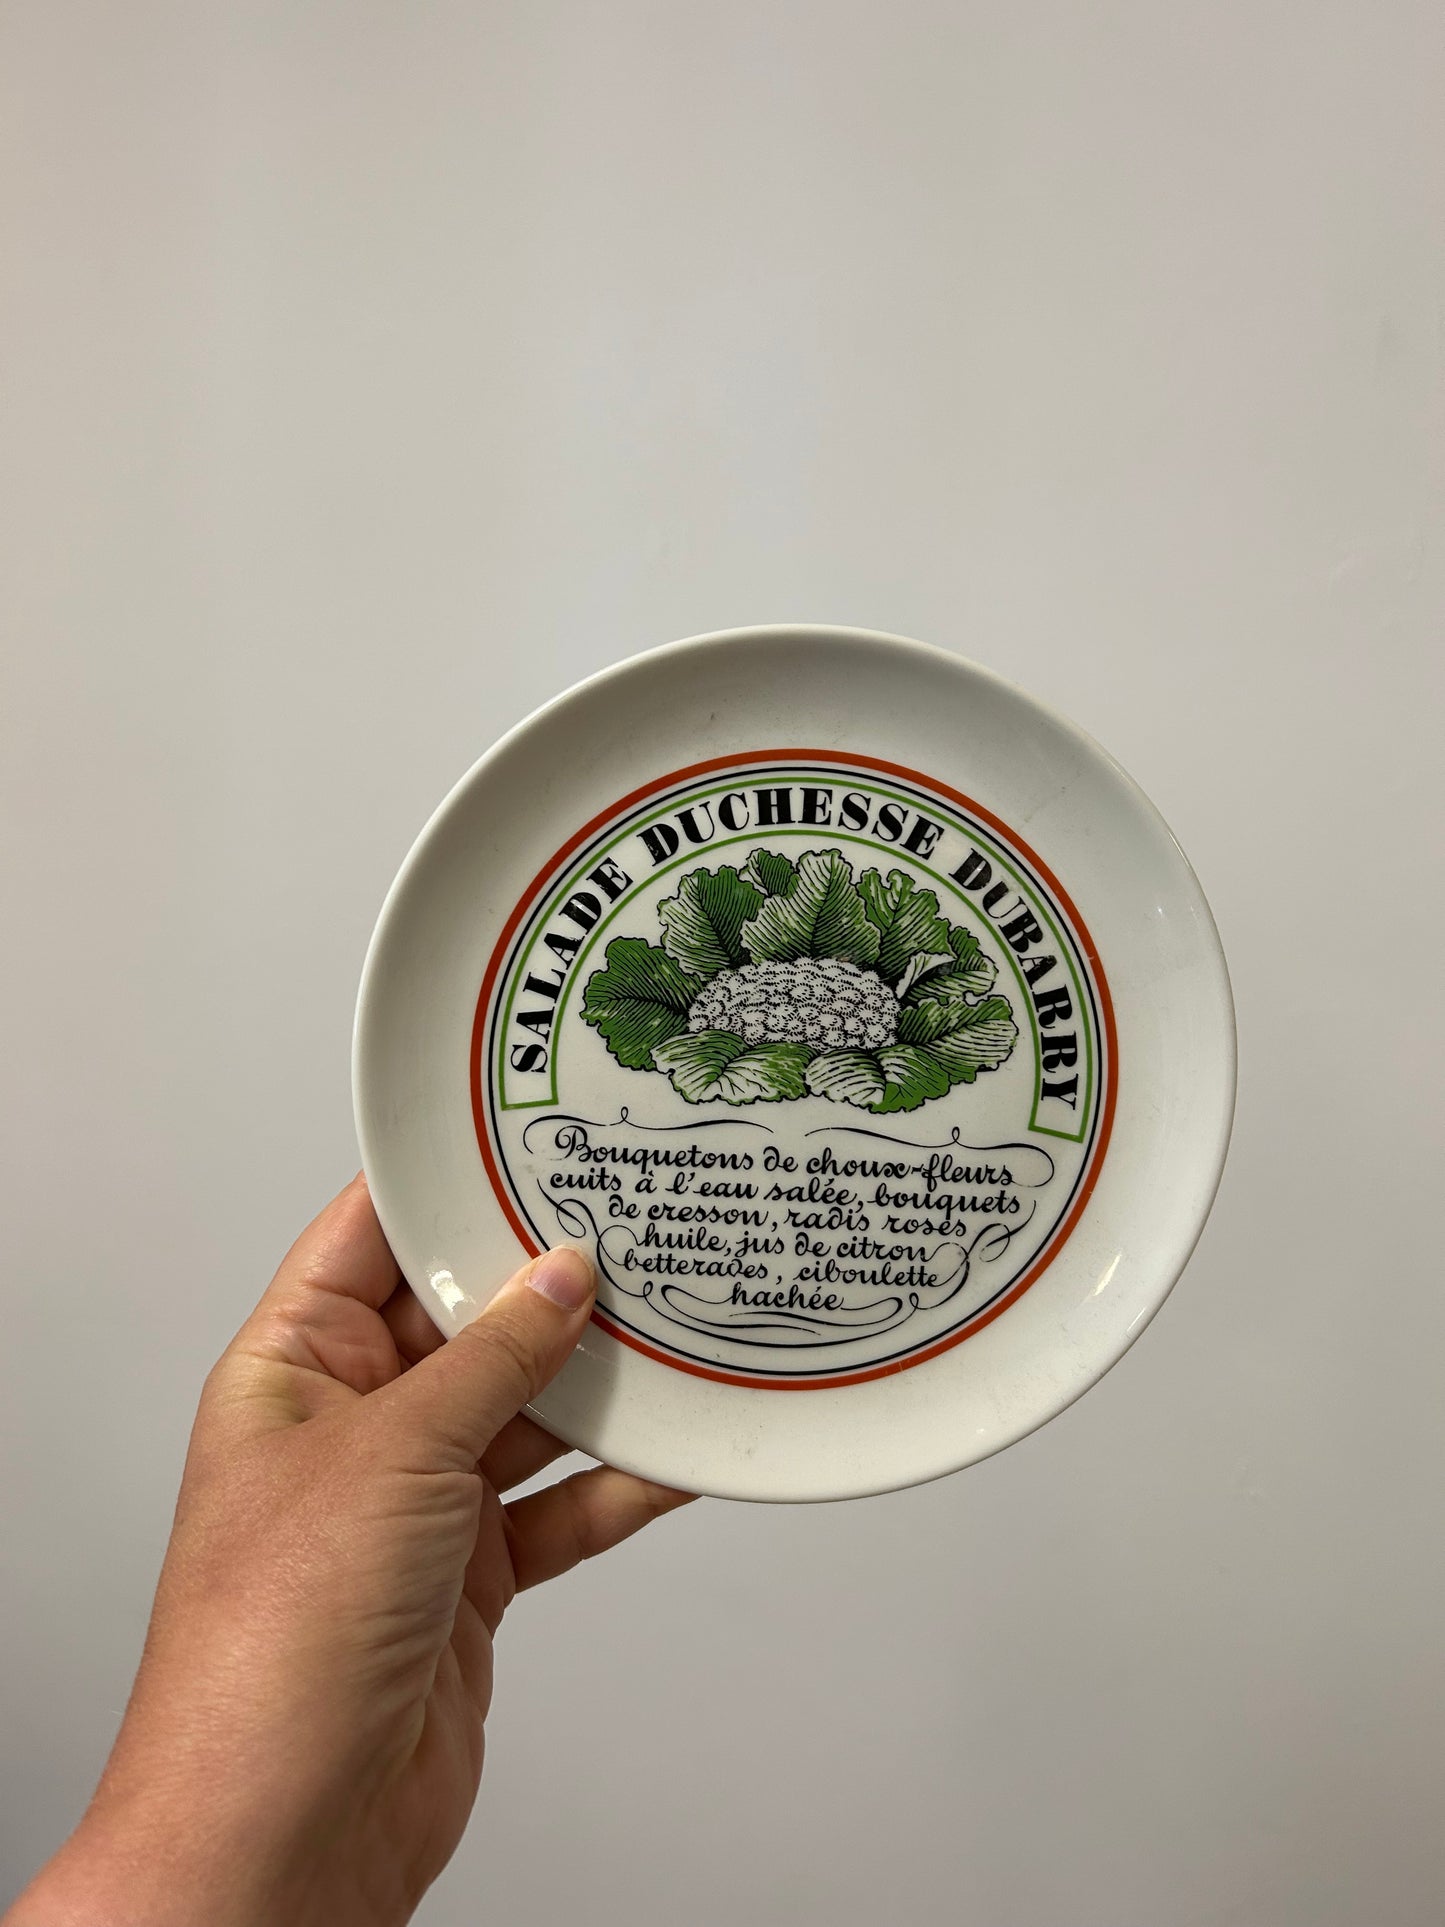 SALADE DUCHESSE DUBARRY
Bouquetons de choux-fleurs
cuits à l'eau salée, bouquets
de cresson, radis roses
huile, jus de citron
betteraves, ciboulette
hachée